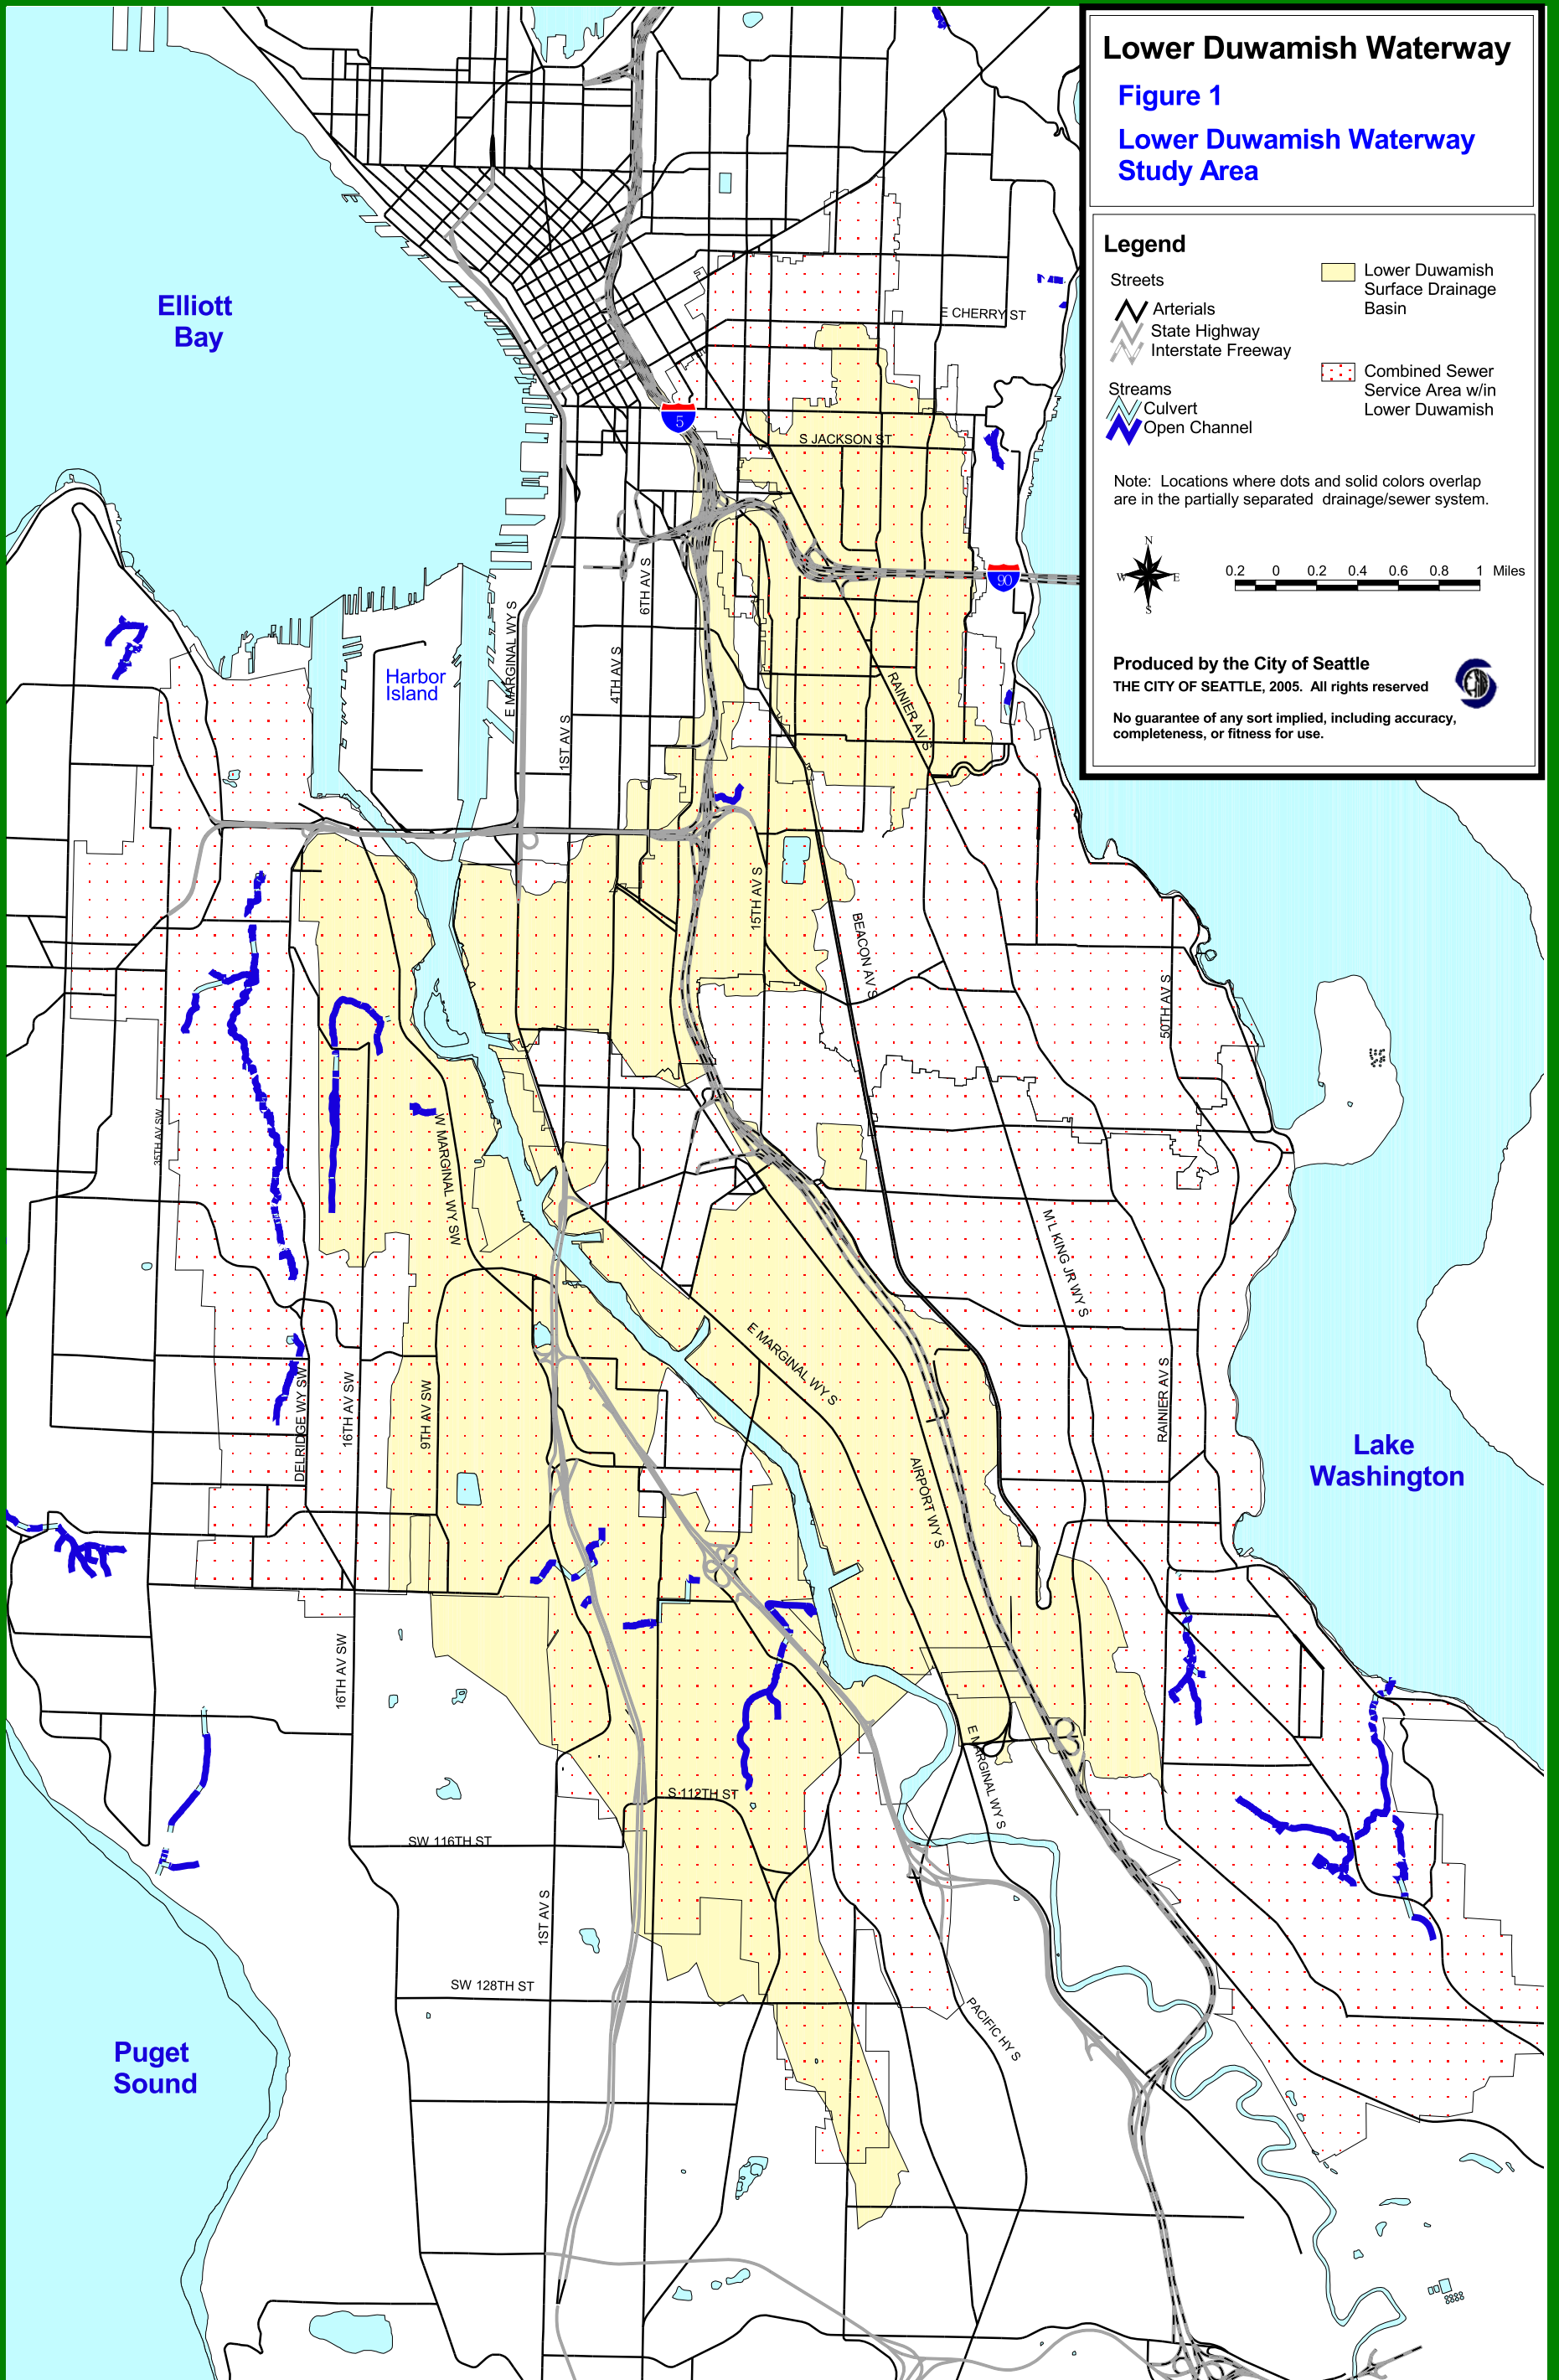 Lower Duwamish Waterway
Figure 1
Lower Duwamish Waterway
Study Area
Legend
Streets
Arterials
State Highway
Interstate Freeway
Streams
Culvert
Open Channel
Lower Duwamish
Surface Drainage
Basin
Combined Sewer
Service Area w/in
Lower Duwamish
Note: Locations where dots and solid colors overlap
are in the partially separated drainage/sewer system.
N
W
E
S
0.2 0 0.2 0.4 0.6 0.8 1 Miles
Produced by the City of Seattle
THE CITY OF SEATTLE, 2005. All rights reserved
No guarantee of any sort implied, including accuracy,
completeness, or fitness for use.
Elliott
Bay
E CHERRY ST
5
S JACKSON ST
90
6TH AV S
E MARGINAL WY S
4TH AV S
Harbor
Island
1ST AV S
RAINIER AV S
15TH AV S
BEACON AV S
50TH AV S
35TH AV SW
W MARGINAL WY SW
M L KING JR WY S
E MARGINAL WY S
DELRIDGE WY SW
16TH AV SW
9TH AV SW
RAINIER AV S
AIRPORT WY S
Lake
Washington
16TH AV SW
E MARGINAL WY S
S 112TH ST
SW 116TH ST
1ST AV S
SW 128TH ST
PACIFIC HY S
Puget
Sound